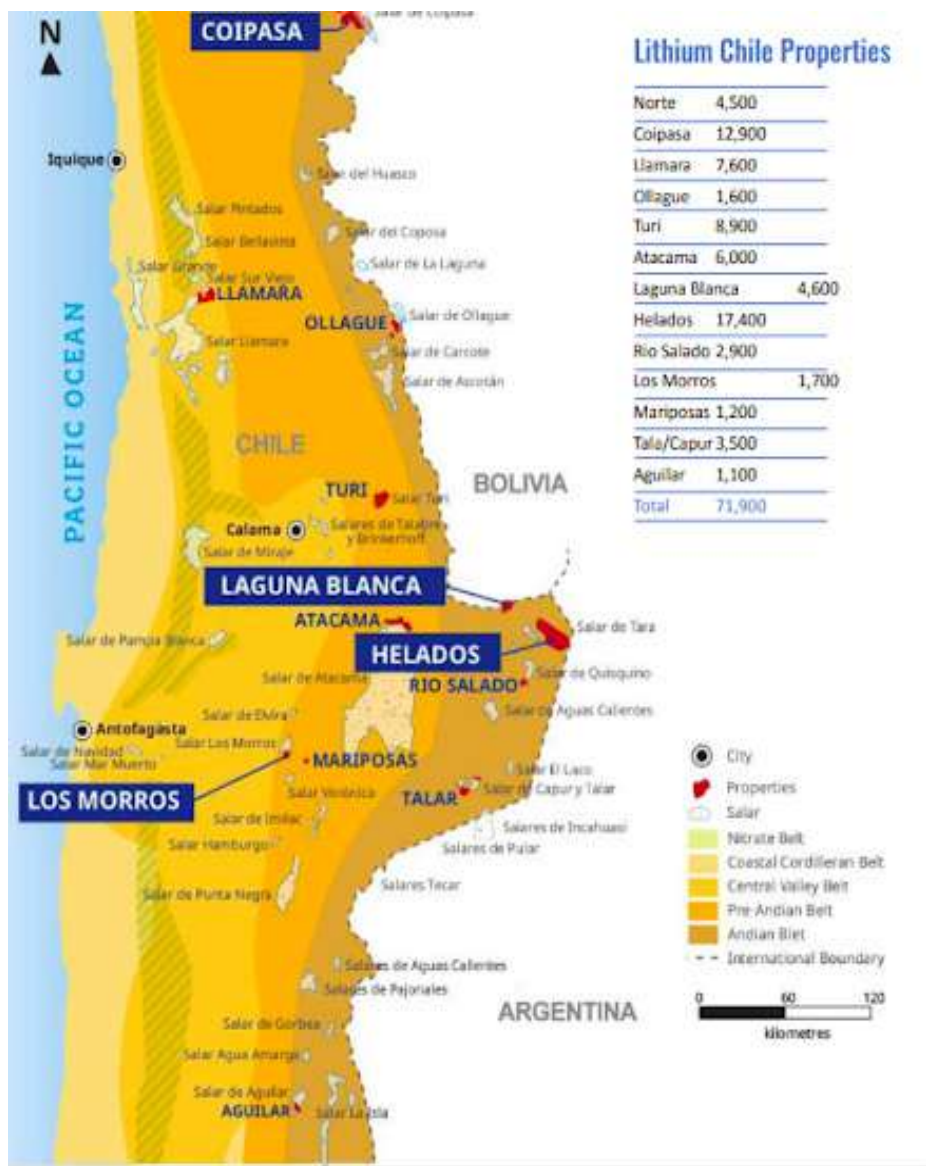 Salar de Coipasa
COIPASA
N
Lithium Chile Properties
Norte 4,500
Coipasa 12,900
Llamara 7,600
Ollague 1,600
Turi 8,900
Atacama 6,000
Laguna Blanca 4,600
Helados 17,400
Rio Salado 2,900
Los Morros 1,700
Mariposas 1,200
Tala/Capur 3,500
Aguilar 1,100
Total 71,900
Iquique
Salar del Huasco
Salar Pintados
Salar del Coposa
Salar Bellavista
Salar Grande
Salar de La Laguna
Salar Sur Viejo
LLAMARA
PACIFIC OCEAN
OLLAGUE
Salar de Ollague
Salar Llamara
Salar de Carcote
Salar de Ascotán
CHILE
BOLIVIA
TURI
Salar Turi
Calama
Salares de Talabre
y Brinkerhoff
Salar de Miraje
LAGUNA BLANCA
ATACAMA
Salar de Tara
Salar de Pampa Blanca
HELADOS
Salar de Quisquino
Salar de Atacama
RIO SALADO
Salar de Aguas Calientes
Salar de Elvira
Antofagasta
Salar Los Morros
Salar de Navidad
Salar Mar Muerto
MARIPOSAS
Salar El Laco
LOS MORROS
Salar Verónica
TALAR
Salar de Capur y Talar
Salar de Imilac
Salares de Incahuasi
Salar Hamburgo
Salares de Pular
Salar de Punta Negra
Salares Tecar
Salares de Aguas Calientes
Salares de Pajonales
ARGENTINA
Salar de Gorbea
Salar Agua Amarga
Salar de Aguilar
AGUILAR
Salar La Isla
City
Properties
Salar
Nitrate Belt
Coastal Cordilleran Belt
Central Valley Belt
Pre-Andian Belt
Andian Blet
International Boundary
0 60 120
kilometres